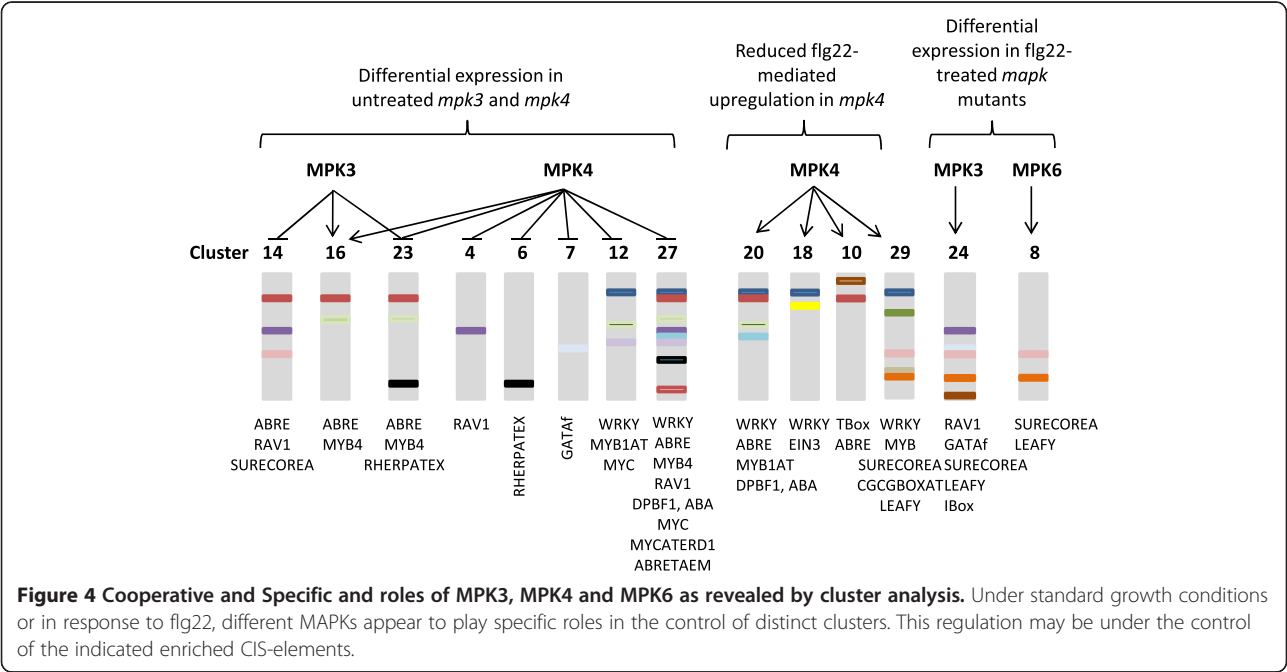 Differential expression in
untreated mpk3 and mpk4
Reduced flg22-
mediated
upregulation in mpk4
Differential
expression in flg22-
treated mapk
mutants
MPK3 MPK4 MPK4 MPK3 MPK6
Cluster 14 16 23 4 6 7 12 27 20 18 10 29 24 8
ABRE
RAV1
SURECOREA
ABRE
MYB4
ABRE
MYB4
RHERPATEX
RAV1
RHERPATEX
GATAf
WRKY
MYB1AT
MYC
WRKY
ABRE
MYB4
RAV1
DPBF1, ABA
MYC
MYCATERD1
ABRETAEM
WRKY
ABRE
MYB1AT
DPBF1, ABA
WRKY
EIN3
TBox
ABRE
WRKY
MYB
SURECOREA
CGCGBOXAT
LEAFY
RAV1
GATAf
SURECOREA
LEAFY
IBox
SURECOREA
LEAFY
Figure 4 Cooperative and Specific and roles of MPK3, MPK4 and MPK6 as revealed by cluster analysis. Under standard growth conditions
or in response to flg22, different MAPKs appear to play specific roles in the control of distinct clusters. This regulation may be under the control
of the indicated enriched CIS-elements.